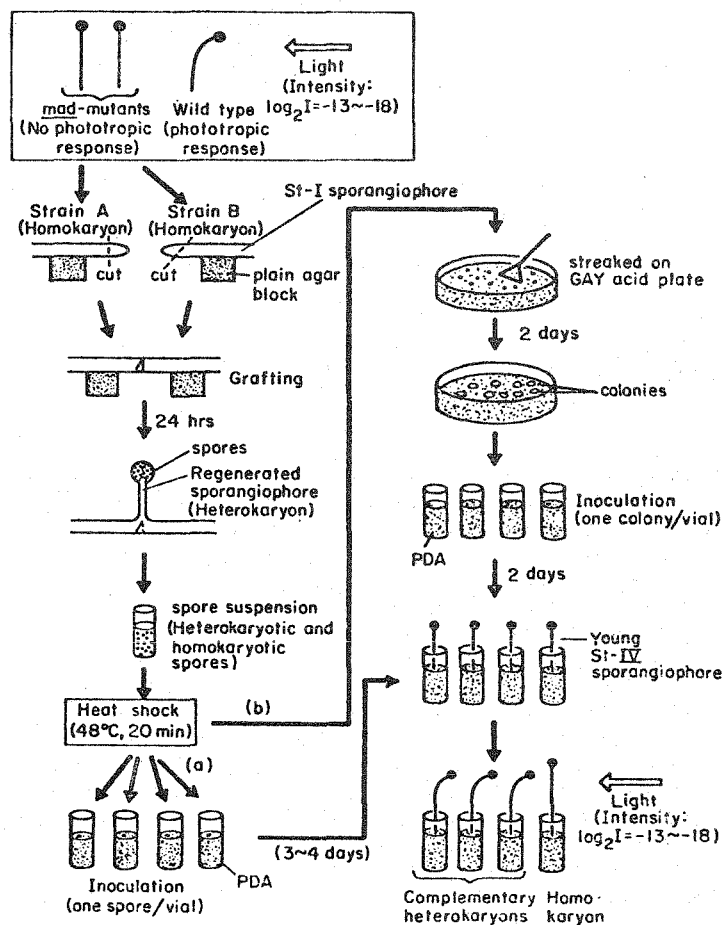 Light
(Intensity:
log2I=-13~-18)
mad-mutants
(No phototropic
response)
Wild type
(phototropic
response)
Strain A
(Homokaryon)
Strain B
(Homokaryon)
St-I sporangiophore
cut
cut
plain agar
block
Grafting
24 hrs
spores
Regenerated
sporangiophore
(Heterokaryon)
spore suspension
(Heterokaryotic and
homokaryotic
spores)
Heat shock
(48°C, 20 min)
(b)
(a)
Inoculation
(one spore/vial)
PDA
(3~4 days)
streaked on
GAY acid plate
2 days
colonies
Inoculation
(one colony/vial)
PDA
2 days
Young
St-IV
sporangiophore
Light
(Intensity:
log2I=-13~-18)
Complementary
heterokaryons
Homo-
karyon